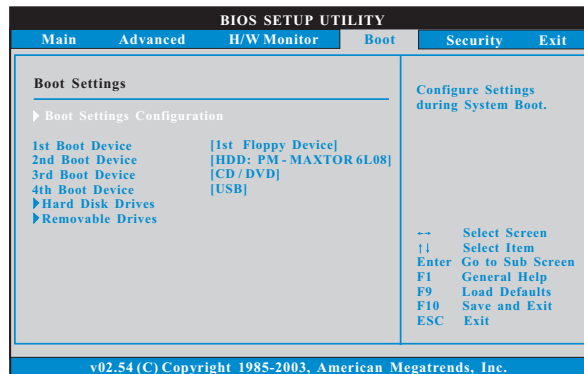 BIOS SETUP UTILITY
Main Advanced H/W Monitor Boot Security Exit
Boot Settings
Boot Settings Configuration
1st Boot Device [1st Floppy Device]
2nd Boot Device [HDD: PM - MAXTOR 6L08]
3rd Boot Device [CD / DVD]
4th Boot Device [USB]
Hard Disk Drives
Removable Drives
Configure Settings
during System Boot.
←→ Select Screen
↑↓ Select Item
Enter Go to Sub Screen
F1 General Help
F9 Load Defaults
F10 Save and Exit
ESC Exit
v02.54 (C) Copyright 1985-2003, American Megatrends, Inc.